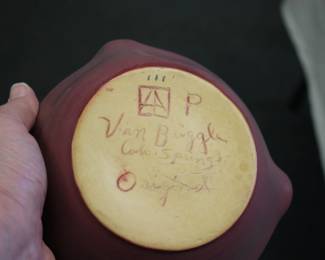 P
Van Briggle
Colo. Springs
Original